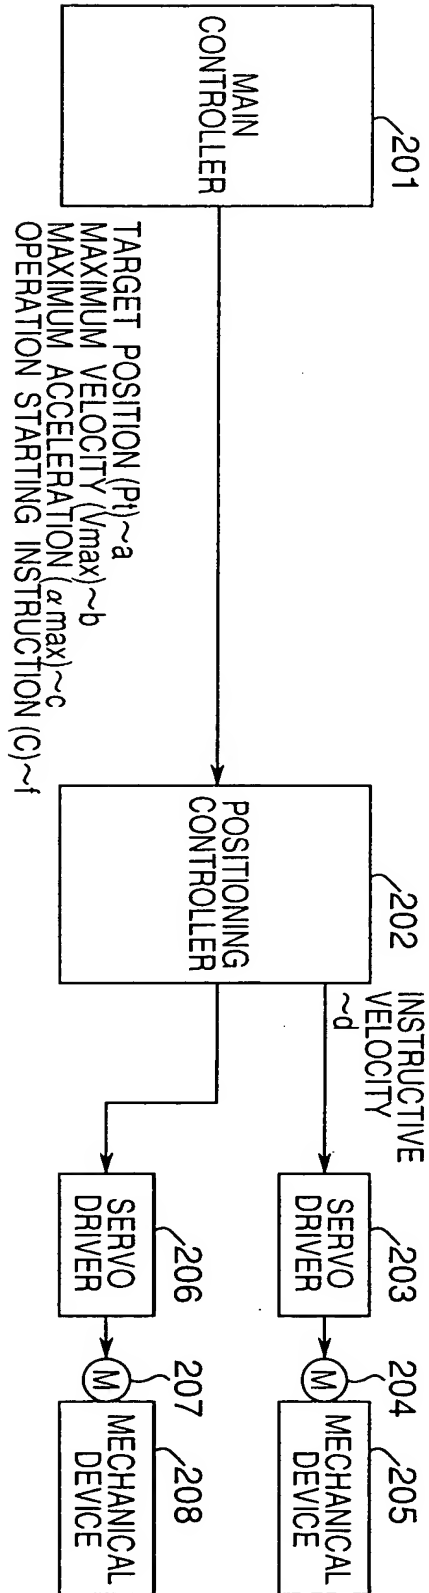 201
MAIN
CONTROLLER
TARGET POSITION (Pt)~a
MAXIMUM VELOCITY (Vmax)~b
MAXIMUM ACCELERATION (αmax)~c
OPERATION STARTING INSTRUCTION (C)~f
202
POSITIONING
CONTROLLER
INSTRUCTIVE
VELOCITY
~d
203
SERVO
DRIVER
204
M
205
MECHANICAL
DEVICE
206
SERVO
DRIVER
207
M
208
MECHANICAL
DEVICE